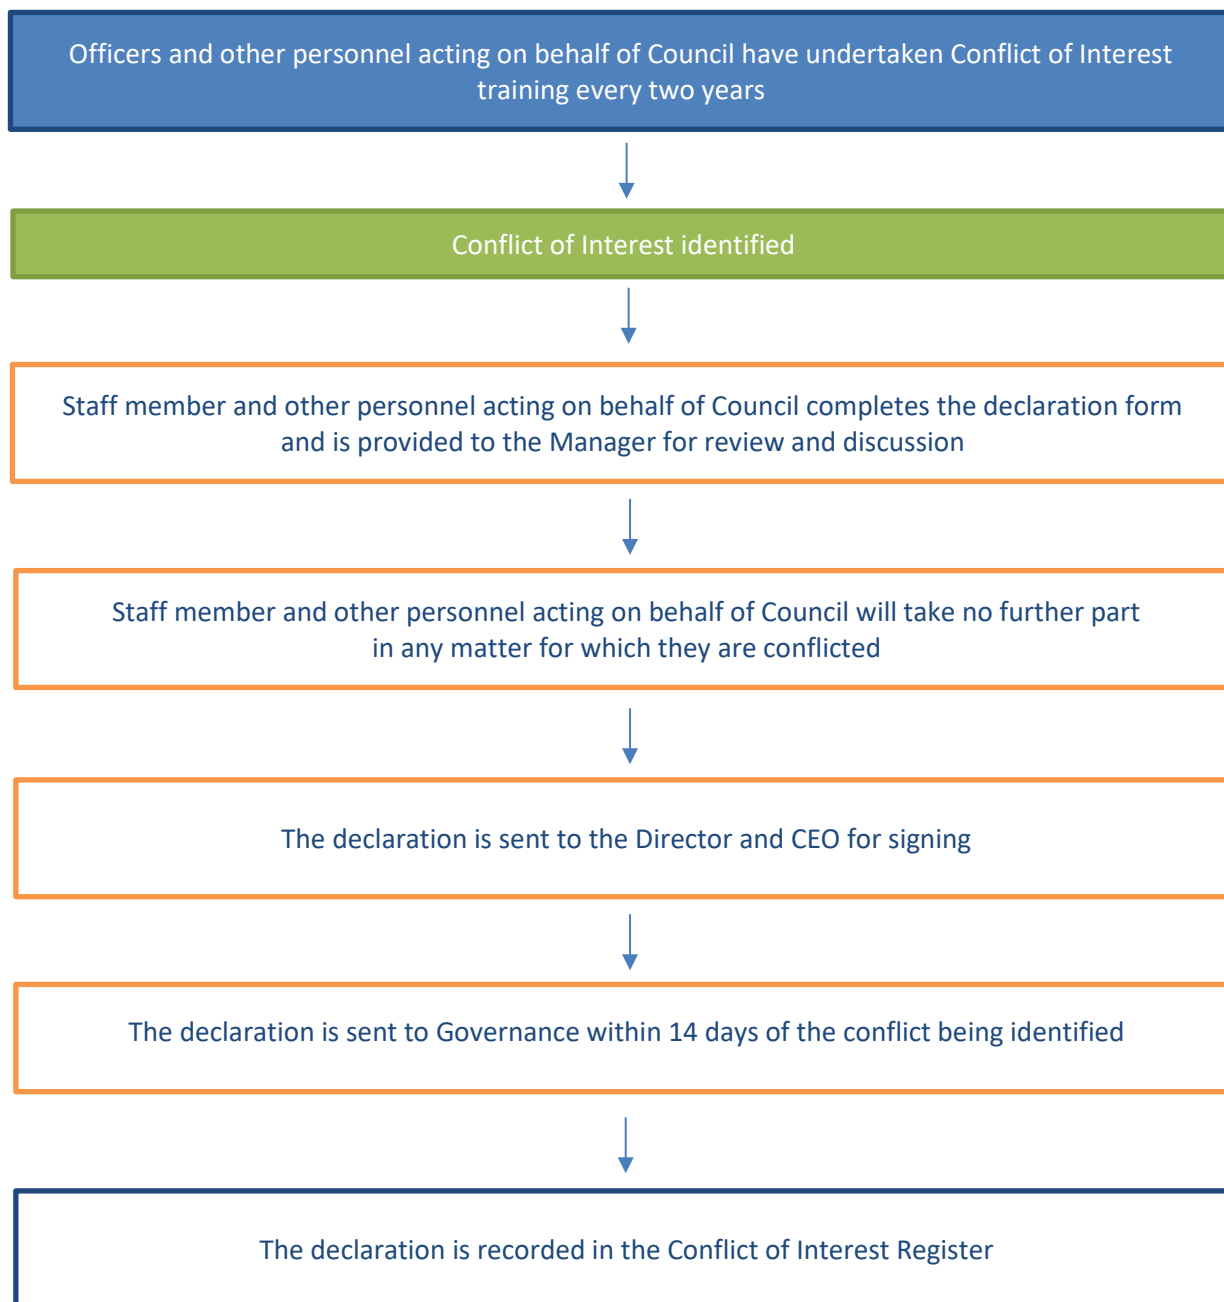 Officers and other personnel acting on behalf of Council have undertaken Conflict of Interest
training every two years
Conflict of Interest identified
Staff member and other personnel acting on behalf of Council completes the declaration form
and is provided to the Manager for review and discussion
Staff member and other personnel acting on behalf of Council will take no further part
in any matter for which they are conflicted
The declaration is sent to the Director and CEO for signing
The declaration is sent to Governance within 14 days of the conflict being identified
The declaration is recorded in the Conflict of Interest Register